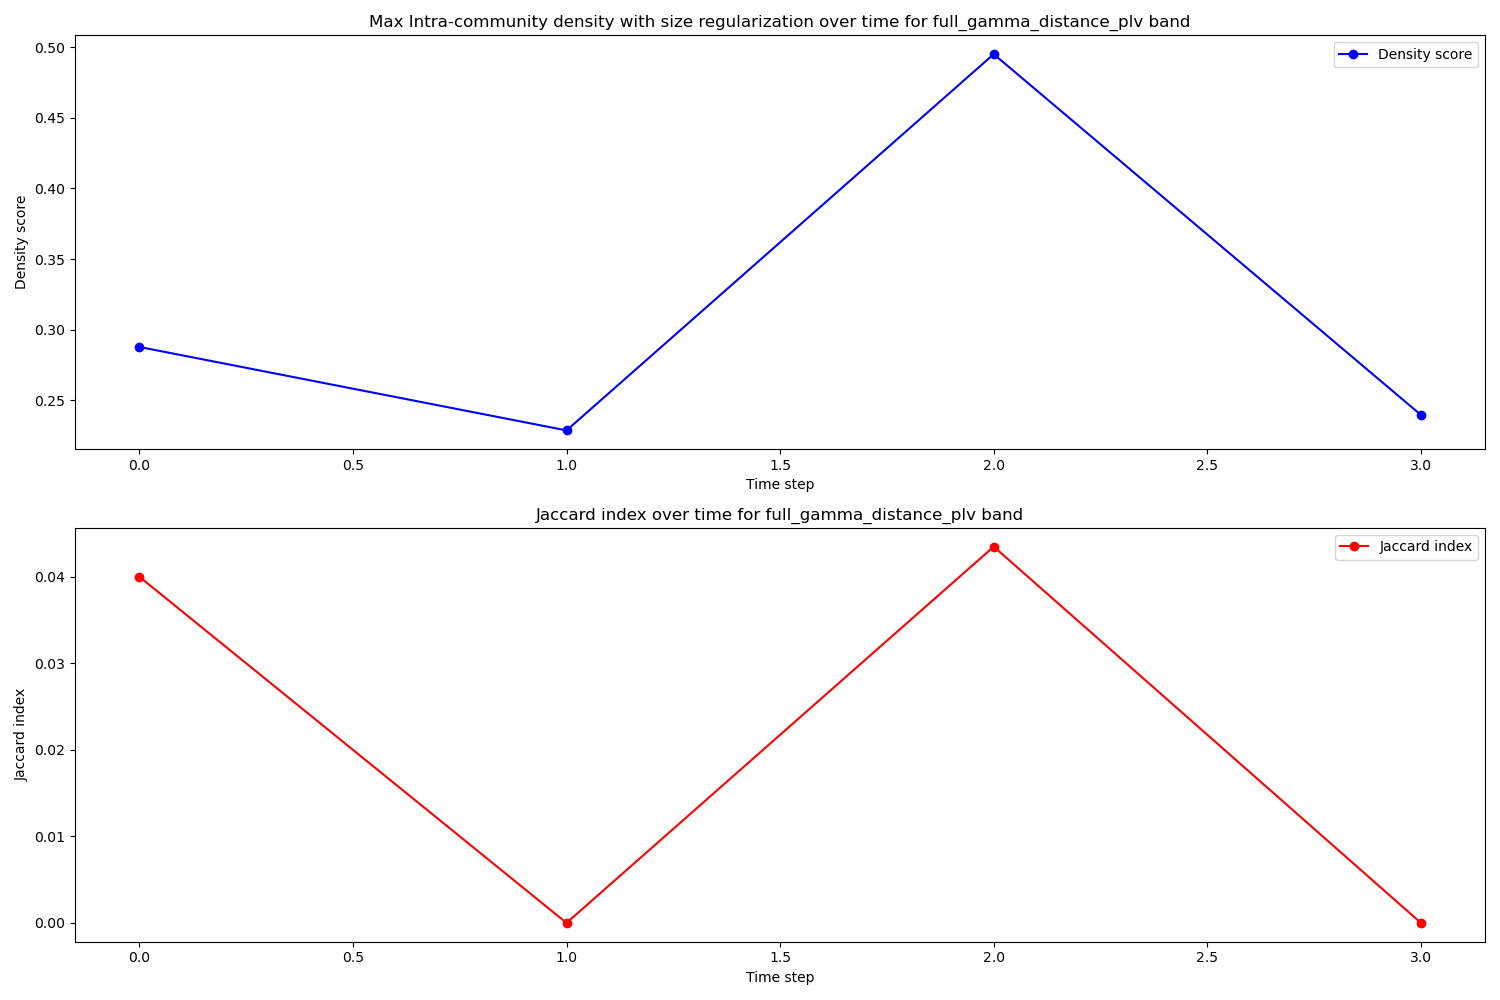 Max Intra-community density with size regularization over time for full_gamma_distance_plv band
Density score
0.50
0.45
0.40
0.35
0.30
0.25
Density score
0.0 0.5 1.0 1.5 2.0 2.5 3.0
Time step
Jaccard index over time for full_gamma_distance_plv band
Jaccard index
0.04
0.03
0.02
0.01
0.00
Jaccard index
0.0 0.5 1.0 1.5 2.0 2.5 3.0
Time step